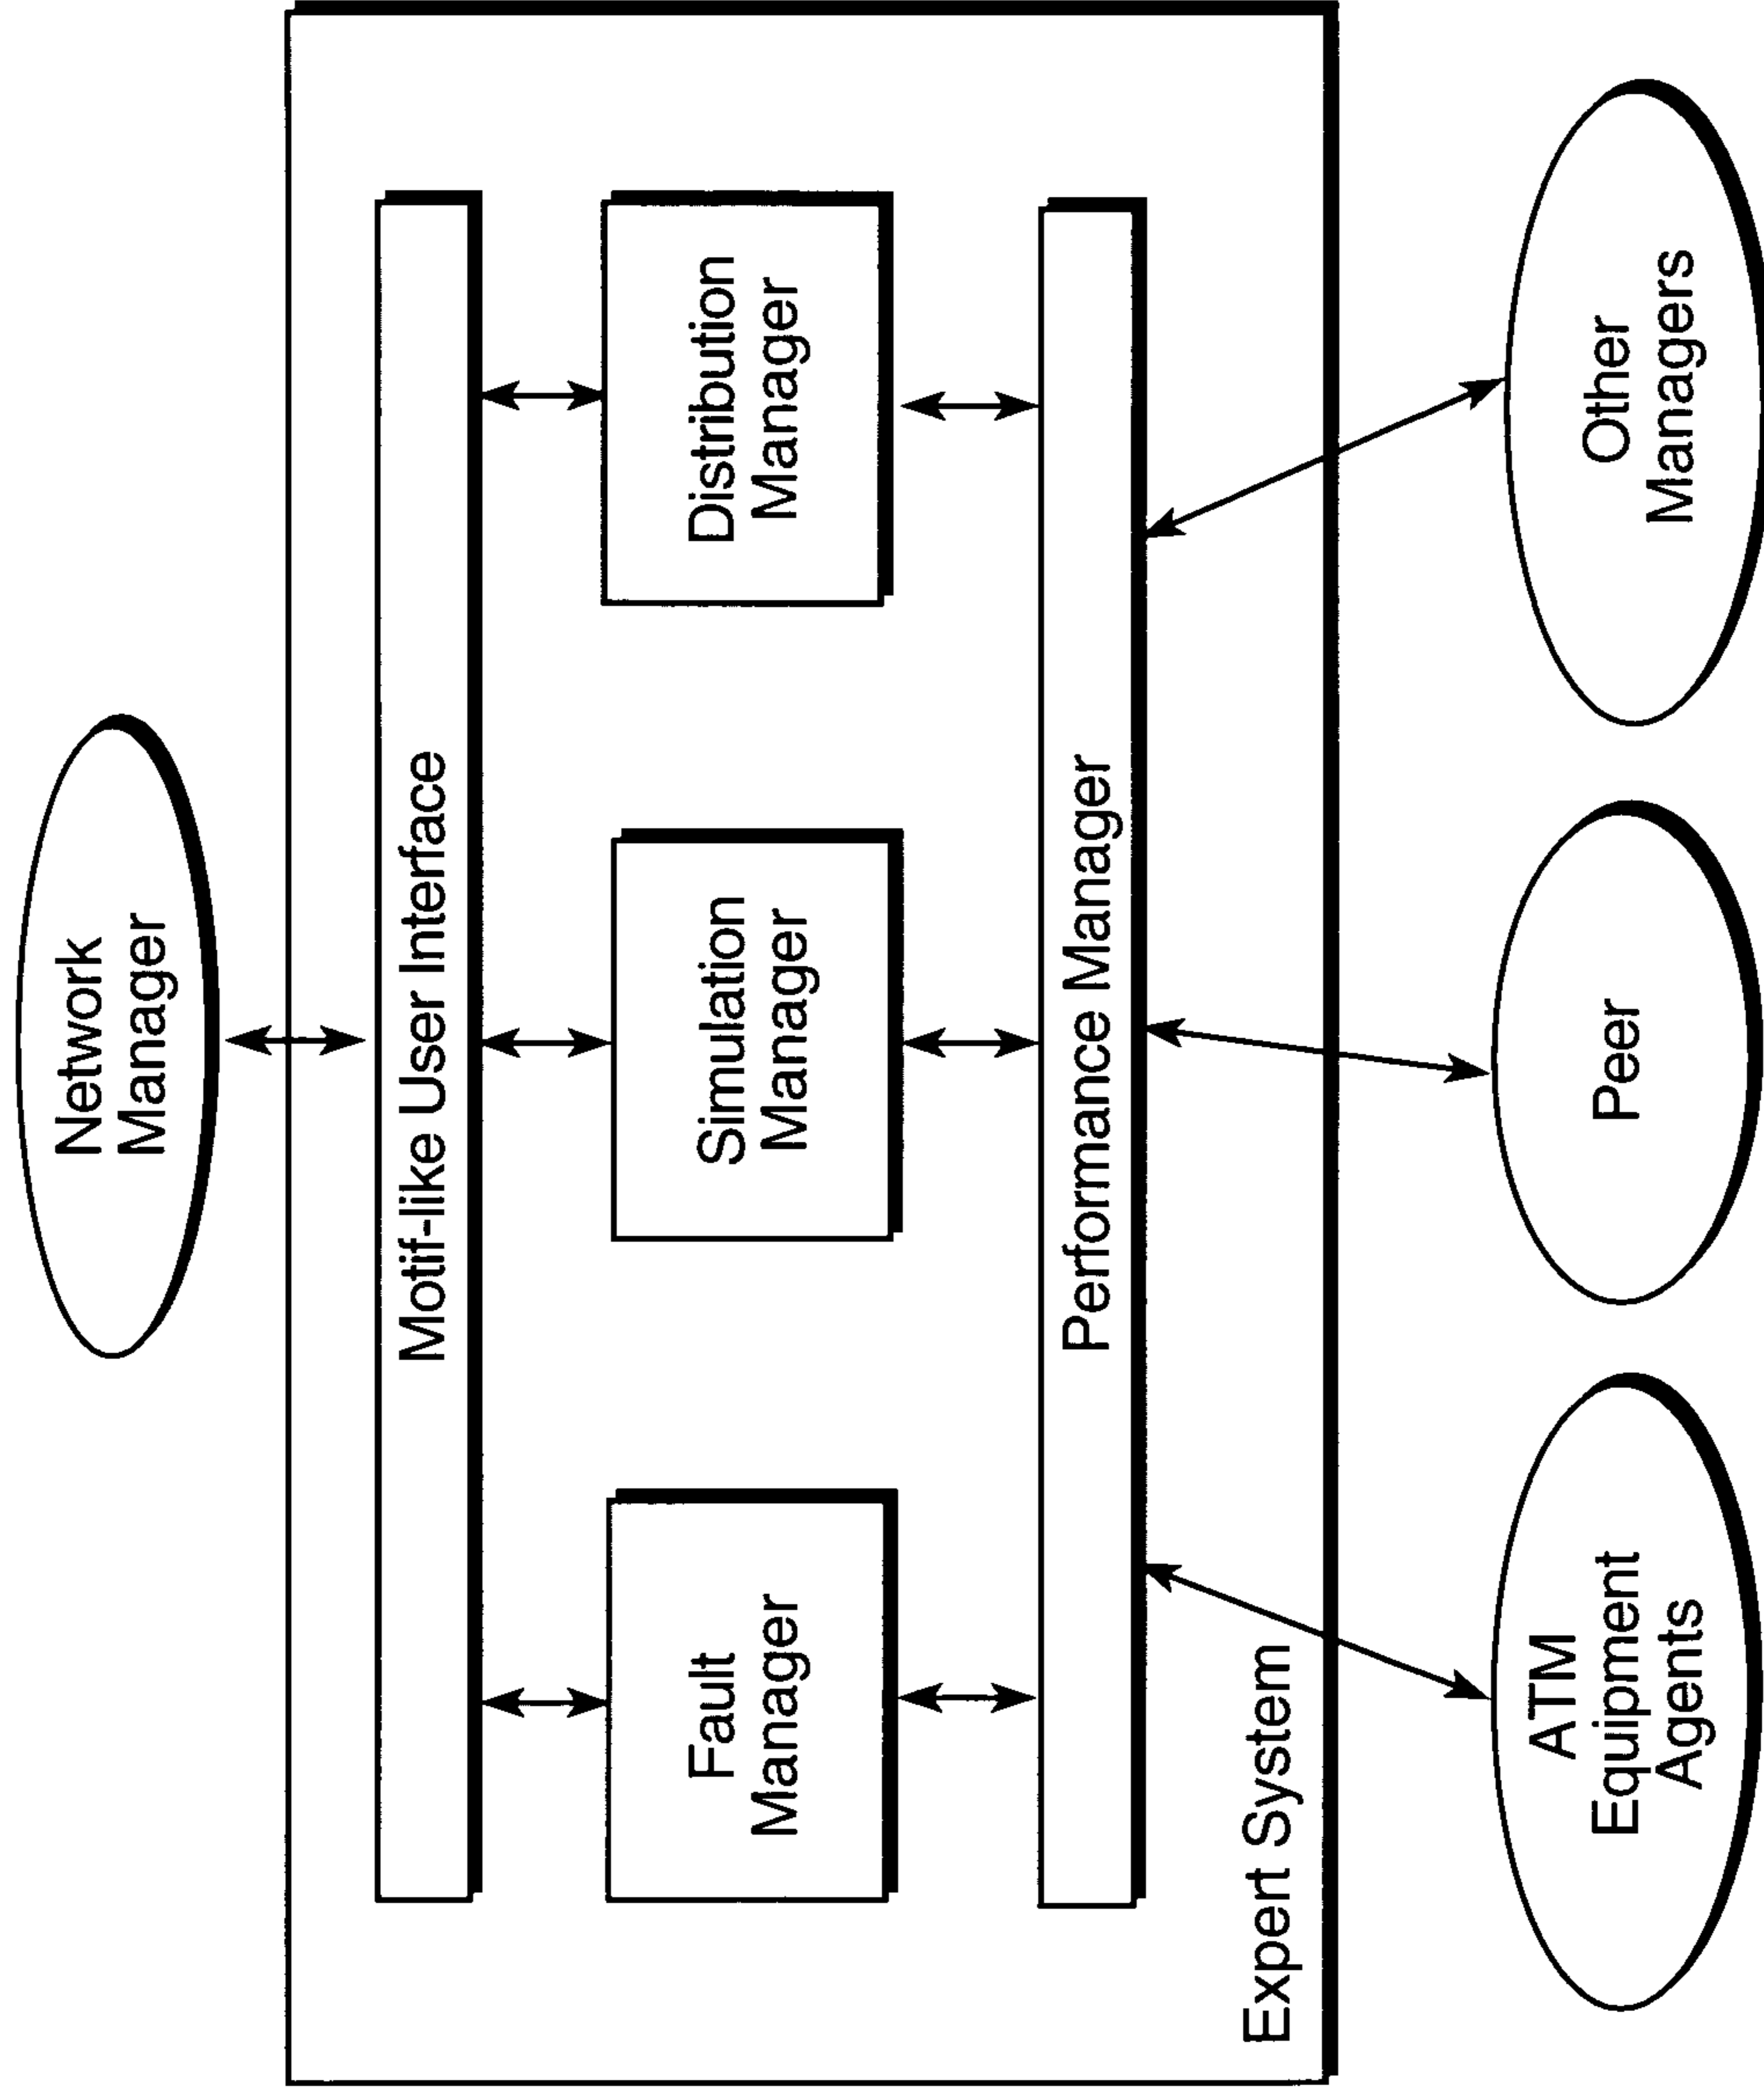 Network
Manager
Motif-like User Interface
Fault
Manager
Simulation
Manager
Distribution
Manager
Performance Manager
Expert System
ATM
Equipment
Agents
Peer
Other
Managers